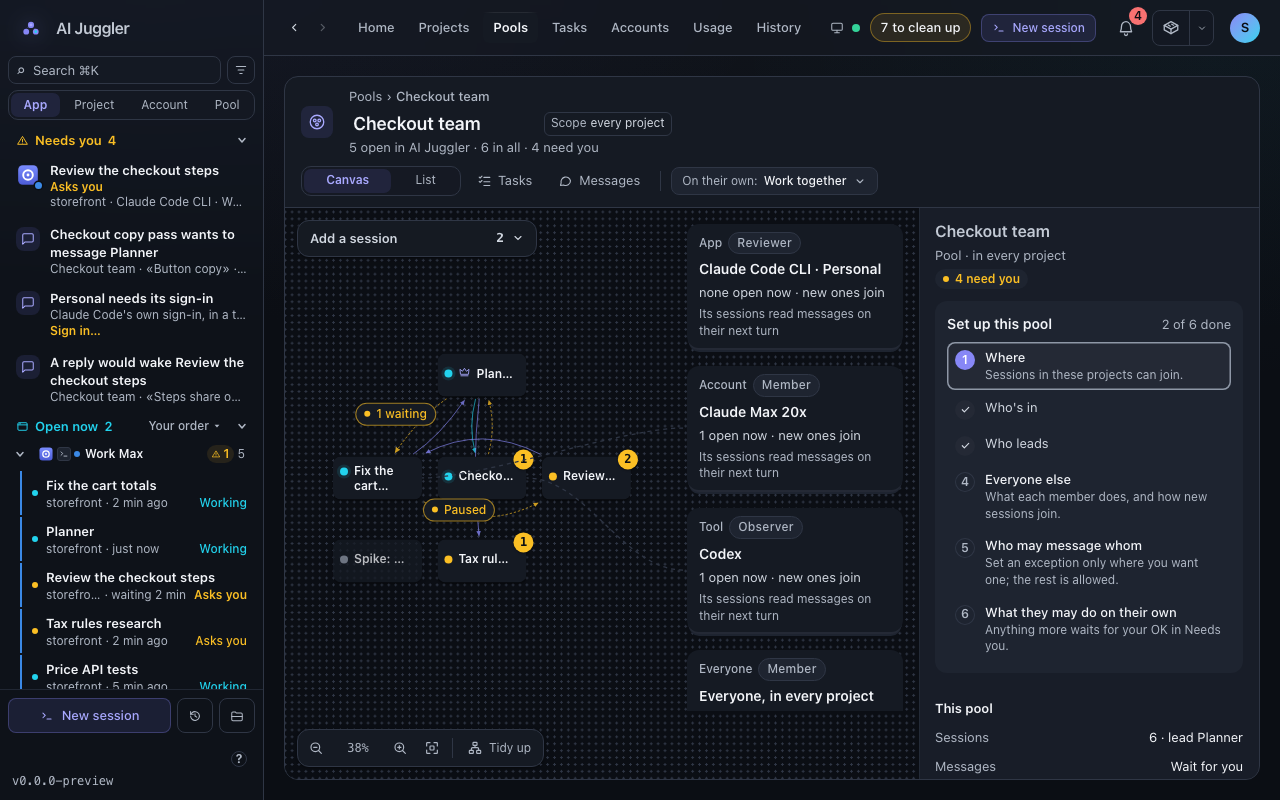 AI Juggler
Search ⌘K
App
Project
Account
Pool
Needs you 4
Review the checkout steps
Asks you
storefront · Claude Code CLI · W...
Checkout copy pass wants to
message Planner
Checkout team · «Button copy» ·...
Personal needs its sign-in
Claude Code's own sign-in, in a t...
Sign in...
A reply would wake Review the
checkout steps
Checkout team · «Steps share o...
Open now 2
Your order
Work Max
1
5
Fix the cart totals
storefront · 2 min ago
Working
Planner
storefront · just now
Working
Review the checkout steps
storefro... · waiting 2 min
Asks you
Tax rules research
storefront · 2 min ago
Asks you
Price API tests
storefront · 5 min ago
Working
New session
?
v0.0.0-preview
Home
Projects
Pools
Tasks
Accounts
Usage
History
7 to clean up
New session
4
S
Pools › Checkout team
Checkout team
Scope every project
5 open in AI Juggler · 6 in all · 4 need you
Canvas
List
Tasks
Messages
On their own: Work together
Add a session
2
Plan...
1 waiting
Fix the
cart...
Checko...
1
Review...
2
Paused
Spike: ...
Tax rul...
1
App
Reviewer
Claude Code CLI · Personal
none open now · new ones join
Its sessions read messages on
their next turn
Account
Member
Claude Max 20x
1 open now · new ones join
Its sessions read messages on
their next turn
Tool
Observer
Codex
1 open now · new ones join
Its sessions read messages on
their next turn
Everyone
Member
Everyone, in every project
38%
Tidy up
Checkout team
Pool · in every project
4 need you
Set up this pool
2 of 6 done
1
Where
Sessions in these projects can join.
Who's in
Who leads
4
Everyone else
What each member does, and how new
sessions join.
5
Who may message whom
Set an exception only where you want
one; the rest is allowed.
6
What they may do on their own
Anything more waits for your OK in Needs
you.
This pool
Sessions
6 · lead Planner
Messages
Wait for you